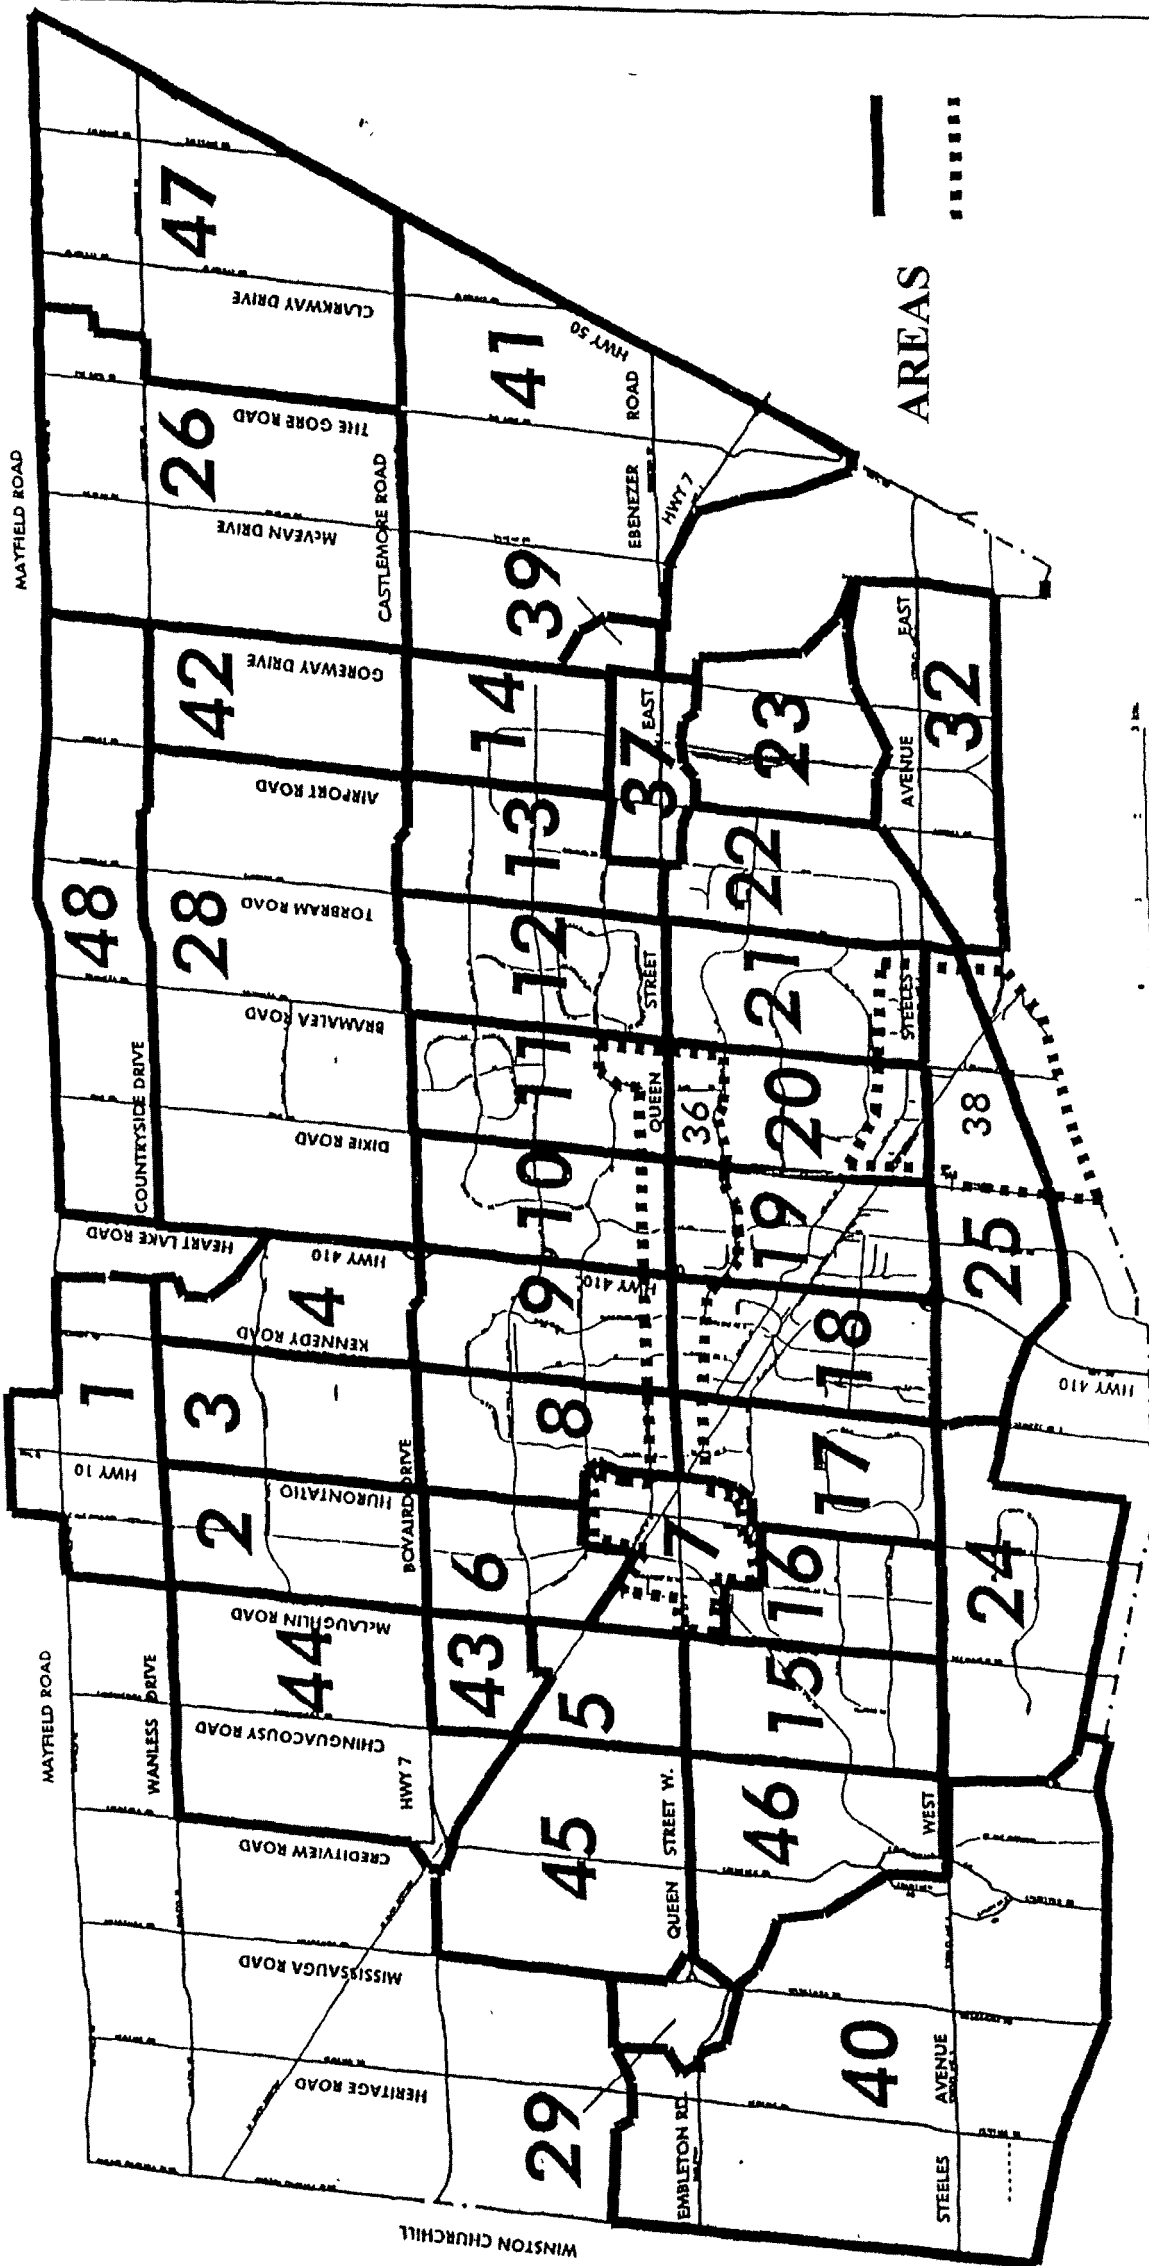 MAYFIELD ROAD
MAYFIELD ROAD
WINSTON CHURCHILL
HERITAGE ROAD
MISSISSAUGA ROAD
CREDITVIEW ROAD
CHINGUACOUSY ROAD
McLAUGHLIN ROAD
HURONTATIO
HWY 10
KENNEDY ROAD
HEART LAKE ROAD
HWY 410
HWY 410
HWY 410
DIXIE ROAD
BRAMALEA ROAD
TORBRAM ROAD
AIRPORT ROAD
GOREWAY DRIVE
McVEAN DRIVE
THE GORE ROAD
CLARKWAY DRIVE
HWY 50
WANLESS DRIVE
COUNTRYSIDE DRIVE
HWY 7
BOVAIRD DRIVE
CASTLEMORE ROAD
EMBLETON RD.
QUEEN STREET W.
QUEEN STREET EAST
EBENEZER ROAD
HWY 7
STEELES AVENUE WEST
STEELES AVENUE EAST
1
48
44
2
3
4
28
42
26
47
43
6
8
9
10
11
12
13
14
39
41
29
45
5
7
36
37
40
46
15
16
17
18
19
20
21
22
23
24
25
38
32
AREAS